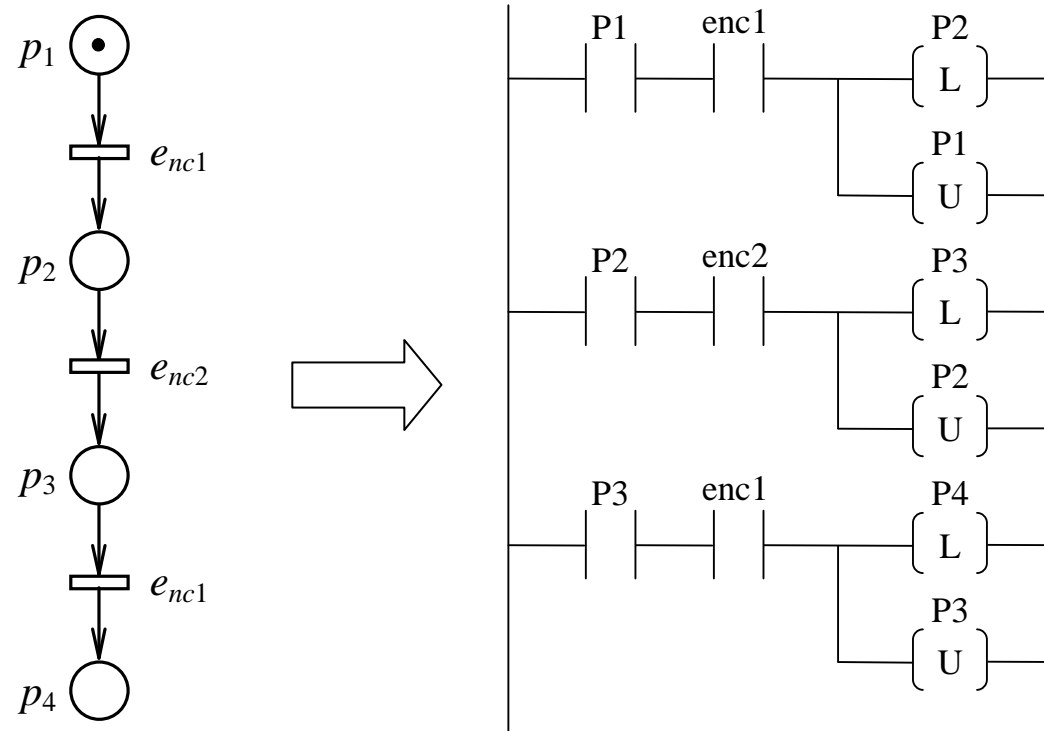 p1
enc1
p2
enc2
p3
enc1
p4
P1 enc1 P2
L
P1
U
P2 enc2 P3
L
P2
U
P3 enc1 P4
L
P3
U